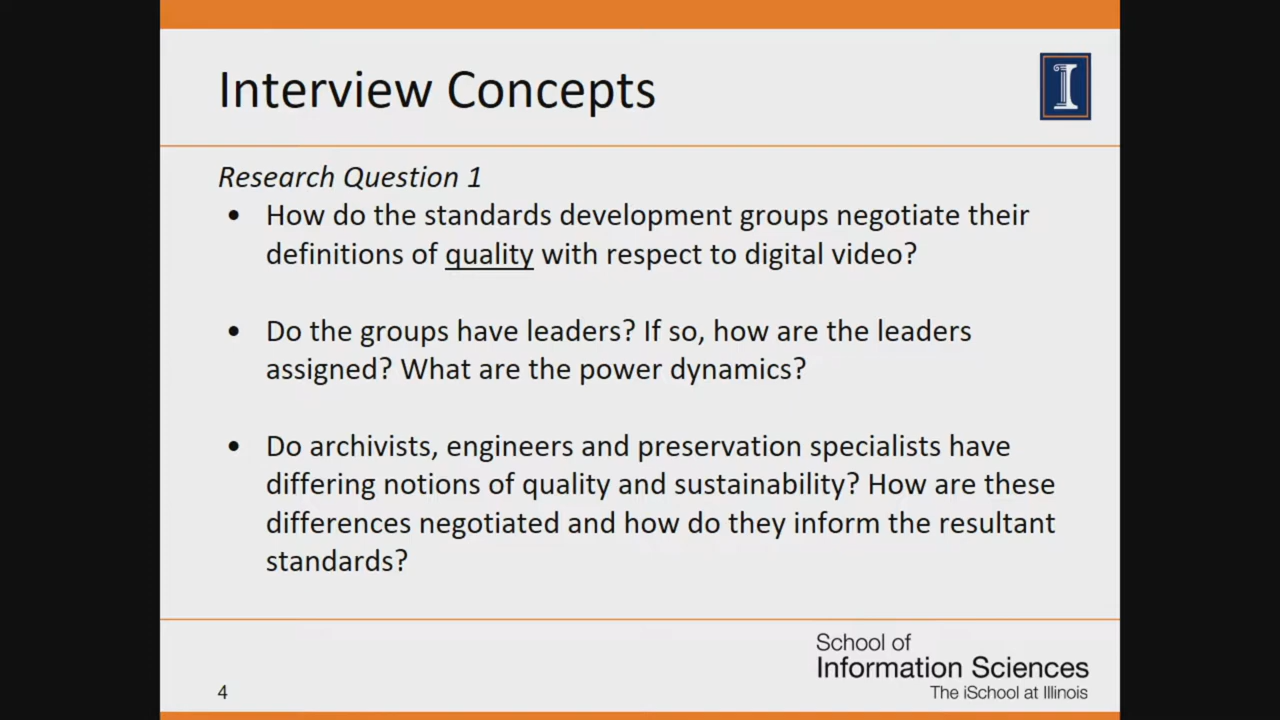 Interview Concepts
Research Question 1
• How do the standards development groups negotiate their
definitions of quality with respect to digital video?
• Do the groups have leaders? If so, how are the leaders
assigned? What are the power dynamics?
• Do archivists, engineers and preservation specialists have
differing notions of quality and sustainability? How are these
differences negotiated and how do they inform the resultant
standards?
School of
Information Sciences
The iSchool at Illinois
4